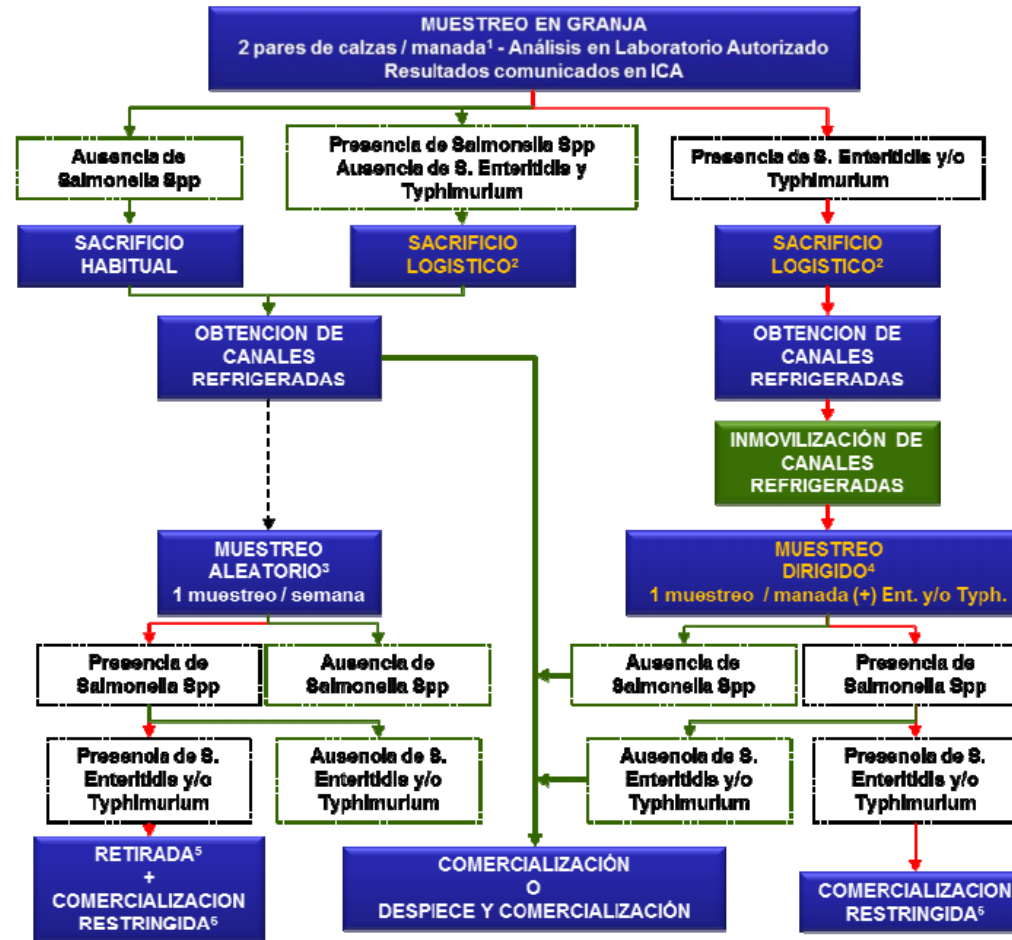 MUESTREO EN GRANJA
2 pares de calzas / manada¹ - Análisis en Laboratorio Autorizado
Resultados comunicados en ICA
Ausencia de
Salmonella Spp
Presencia de Salmonella Spp
Ausencia de S. Enteritidis y
Typhimurium
Presencia de S. Enteritidis y/o
Typhimurium
SACRIFICIO
HABITUAL
SACRIFICIO
LOGISTICO²
SACRIFICIO
LOGISTICO²
OBTENCION DE
CANALES
REFRIGERADAS
OBTENCION DE
CANALES
REFRIGERADAS
INMOVILIZACIÓN DE
CANALES
REFRIGERADAS
MUESTREO
ALEATORIO³
1 muestreo / semana
MUESTREO
DIRIGIDO⁴
1 muestreo / manada (+) Ent. y/o Typh.
Presencia de
Salmonella Spp
Ausencia de
Salmonella Spp
Ausencia de
Salmonella Spp
Presencia de
Salmonella Spp
Presencia de S.
Enteritidis y/o
Typhimurium
Ausencia de S.
Enteritidis y/o
Typhimurium
Ausencia de S.
Enteritidis y/o
Typhimurium
Presencia de S.
Enteritidis y/o
Typhimurium
RETIRADA⁵
+
COMERCIALIZACION
RESTRINGIDA⁶
COMERCIALIZACIÓN
O
DESPIECE Y COMERCIALIZACIÓN
COMERCIALIZACION
RESTRINGIDA⁶